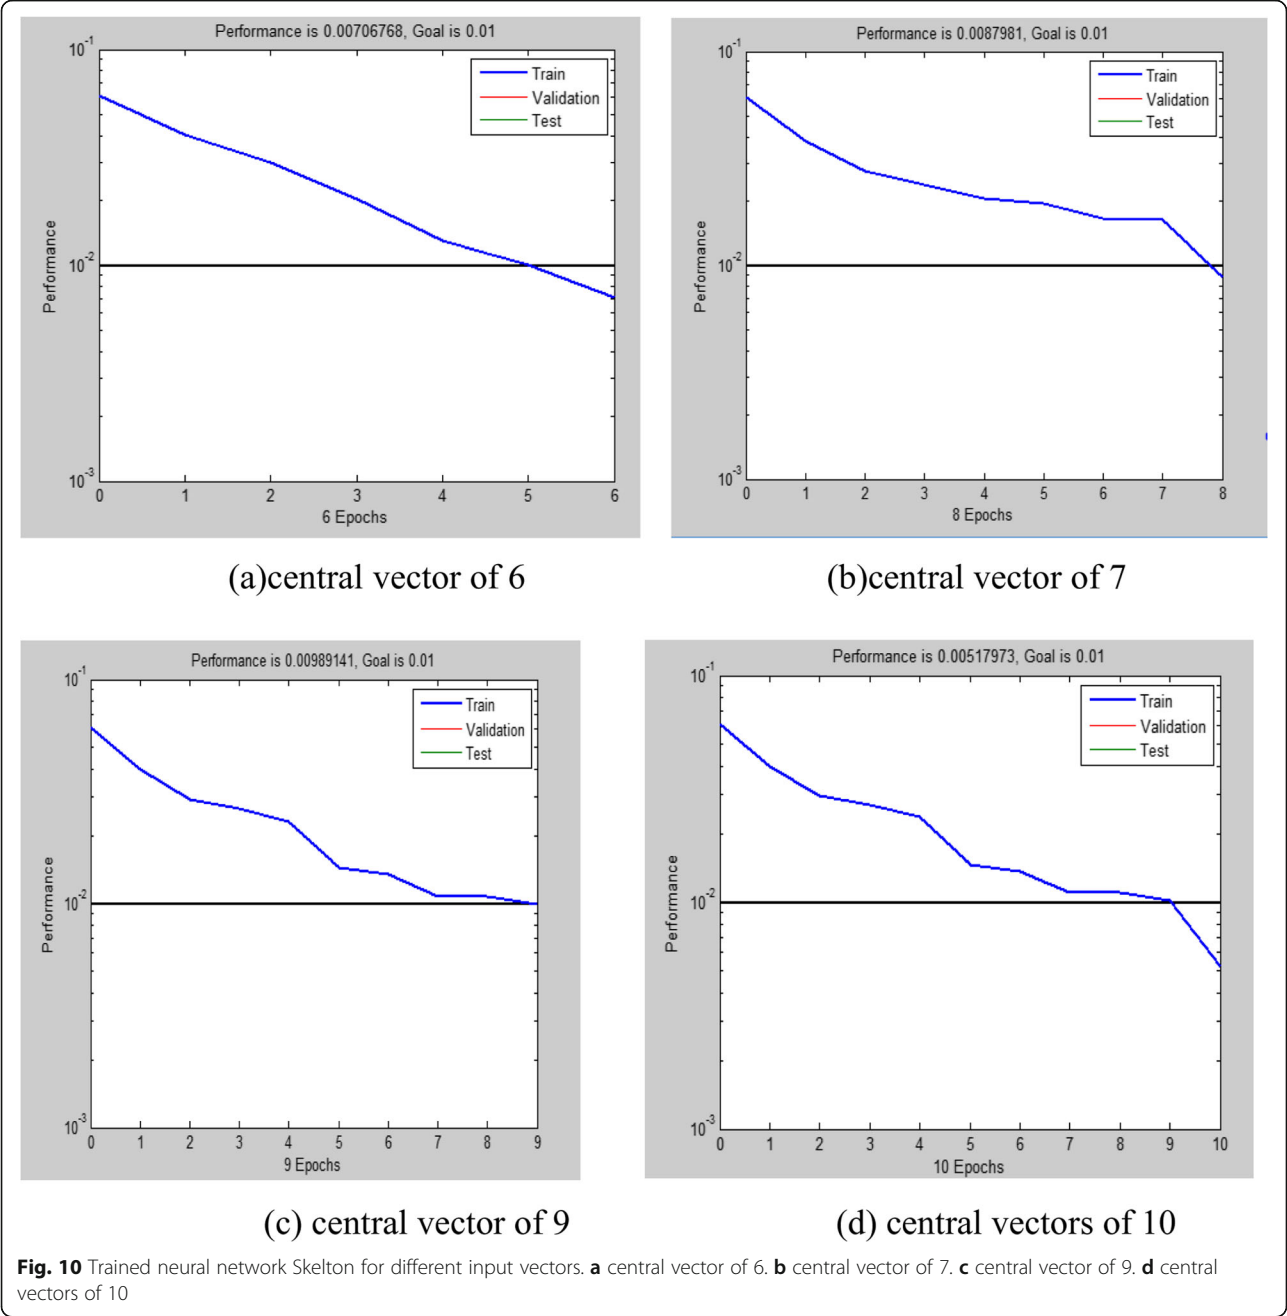 Performance is 0.00706768, Goal is 0.01
10-1
10-2
10-3
Performance
Train
Validation
Test
0 1 2 3 4 5 6
6 Epochs
(a)central vector of 6
Performance is 0.0087981, Goal is 0.01
10-1
10-2
10-3
Performance
Train
Validation
Test
0 1 2 3 4 5 6 7 8
8 Epochs
(b)central vector of 7
Performance is 0.00989141, Goal is 0.01
10-1
10-2
10-3
Performance
Train
Validation
Test
0 1 2 3 4 5 6 7 8 9
9 Epochs
(c) central vector of 9
Performance is 0.00517973, Goal is 0.01
10-1
10-2
10-3
Performance
Train
Validation
Test
0 1 2 3 4 5 6 7 8 9 10
10 Epochs
(d) central vectors of 10
Fig. 10 Trained neural network Skelton for different input vectors. a central vector of 6. b central vector of 7. c central vector of 9. d central
vectors of 10